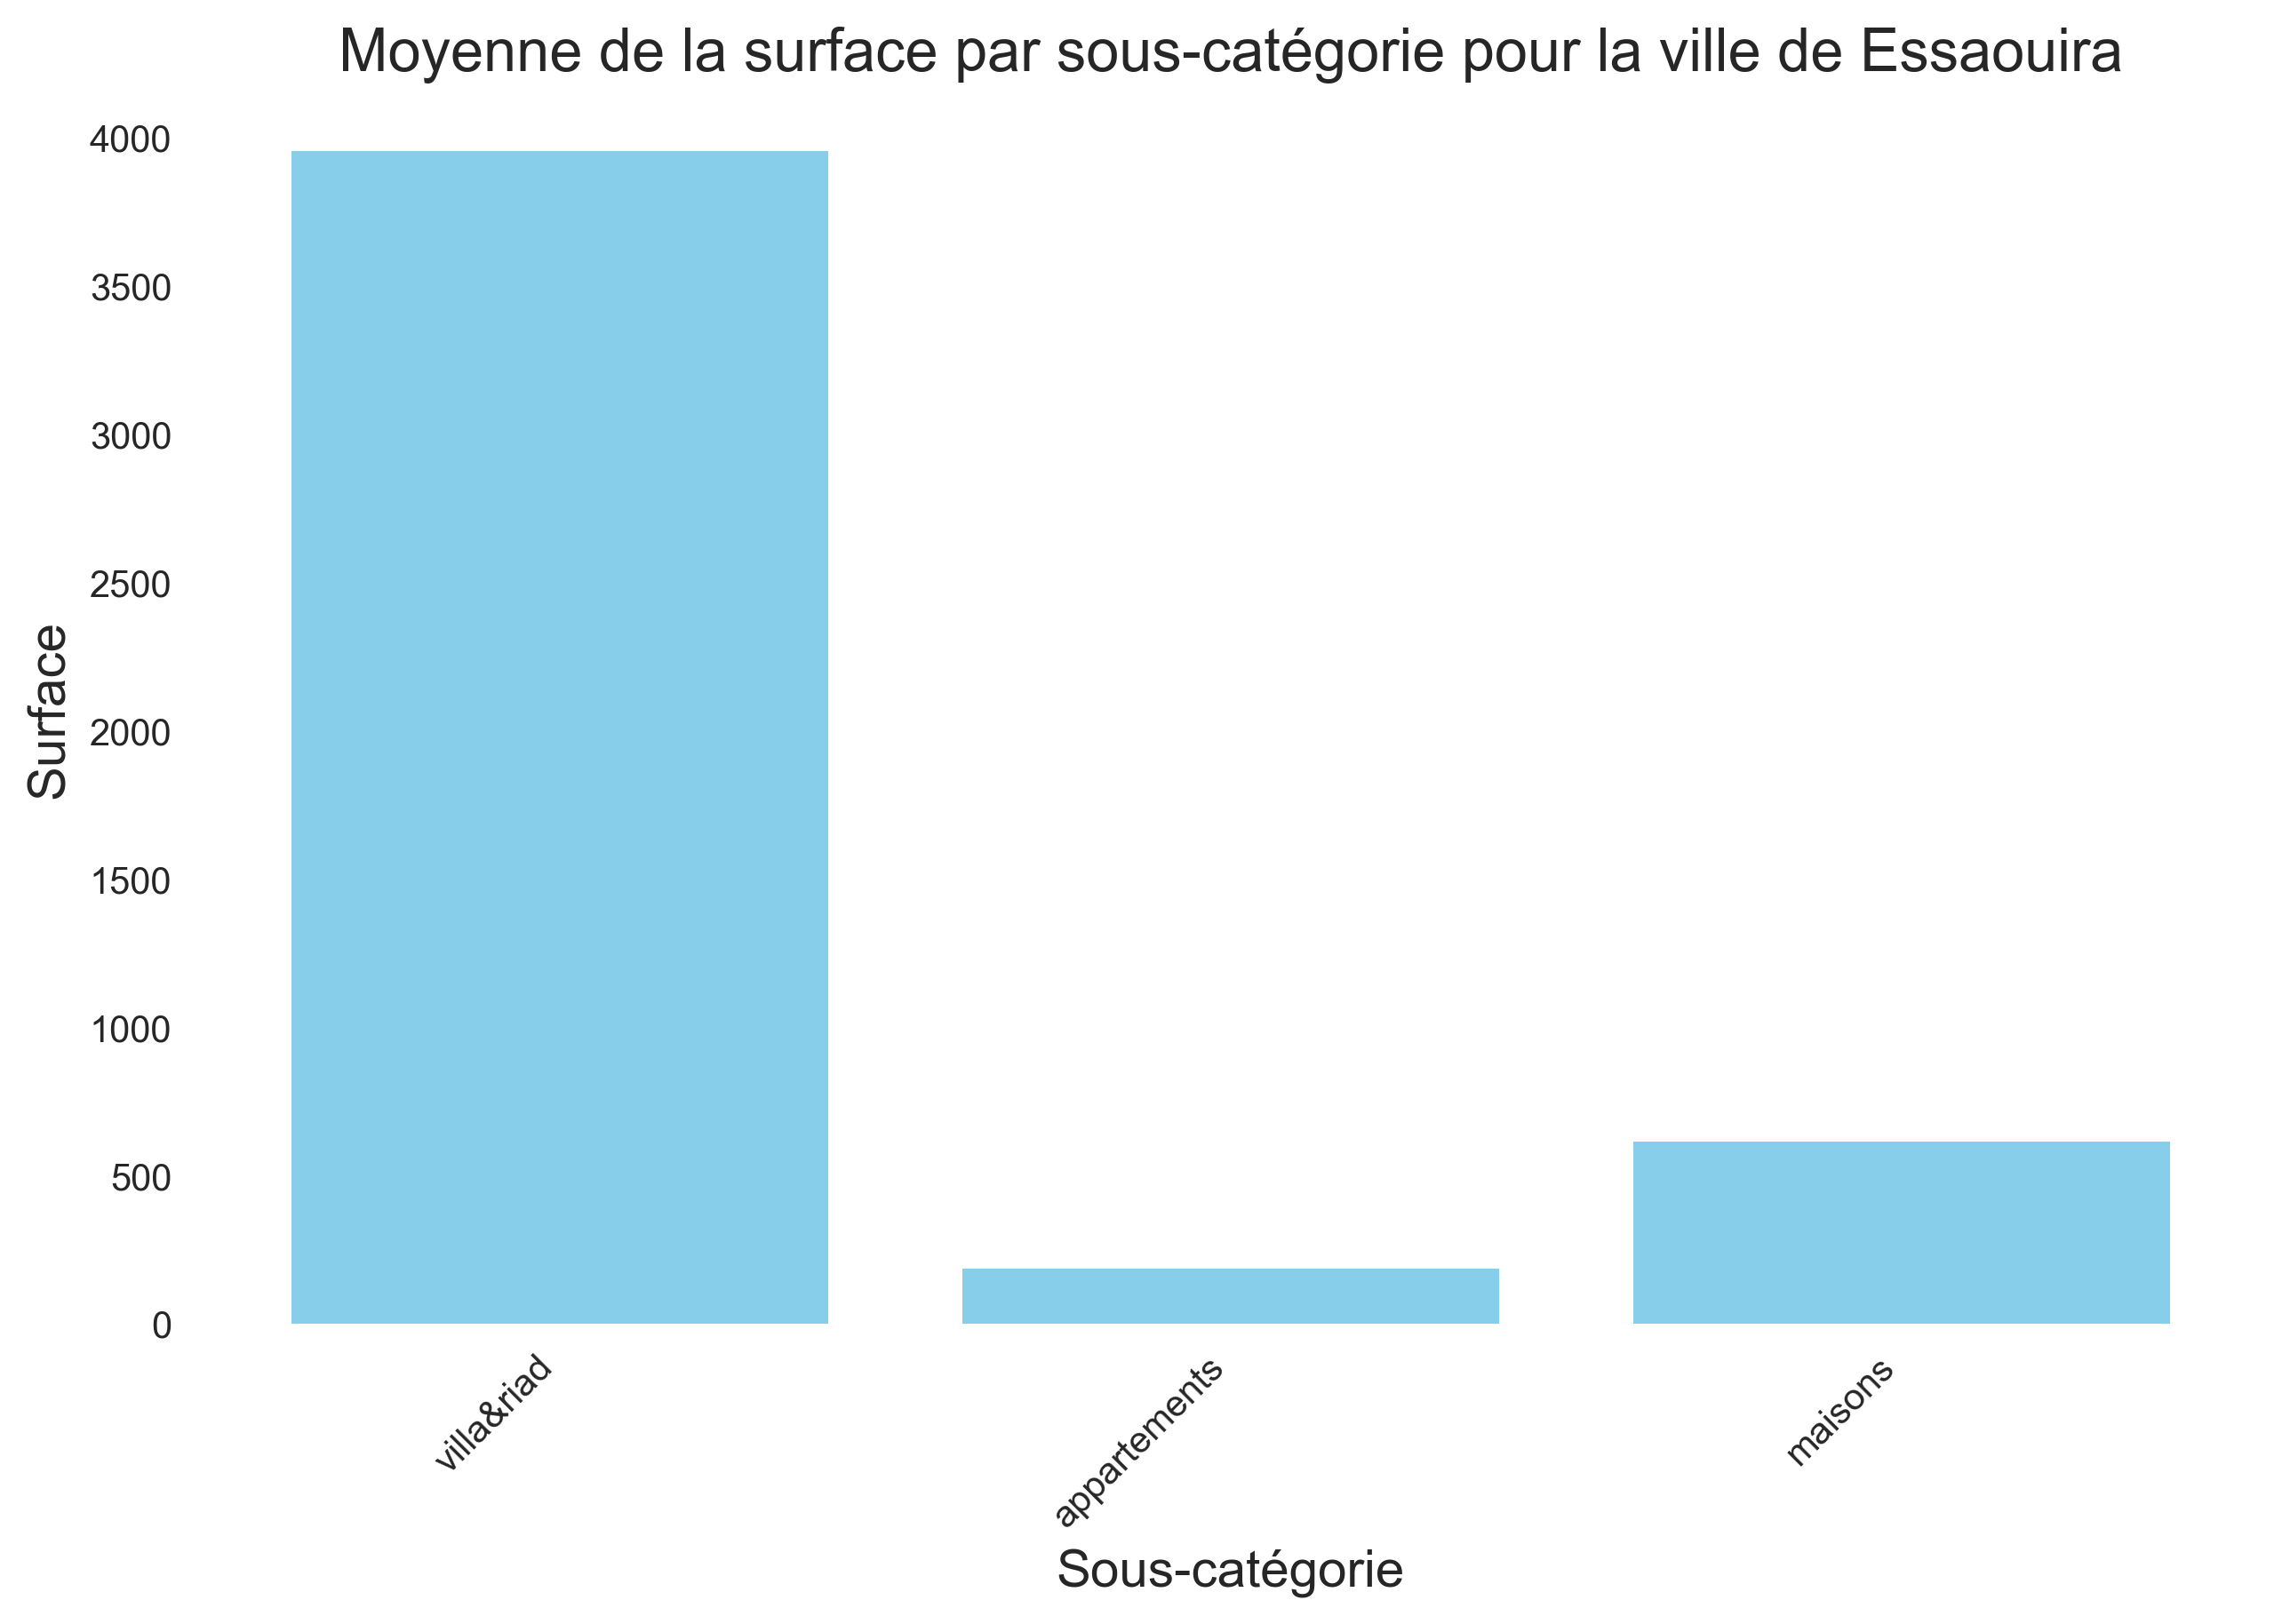 Moyenne de la surface par sous-catégorie pour la ville de Essaouira
4000
3500
3000
2500
2000
1500
1000
500
0
Surface
villa&riad
appartements
maisons
Sous-catégorie